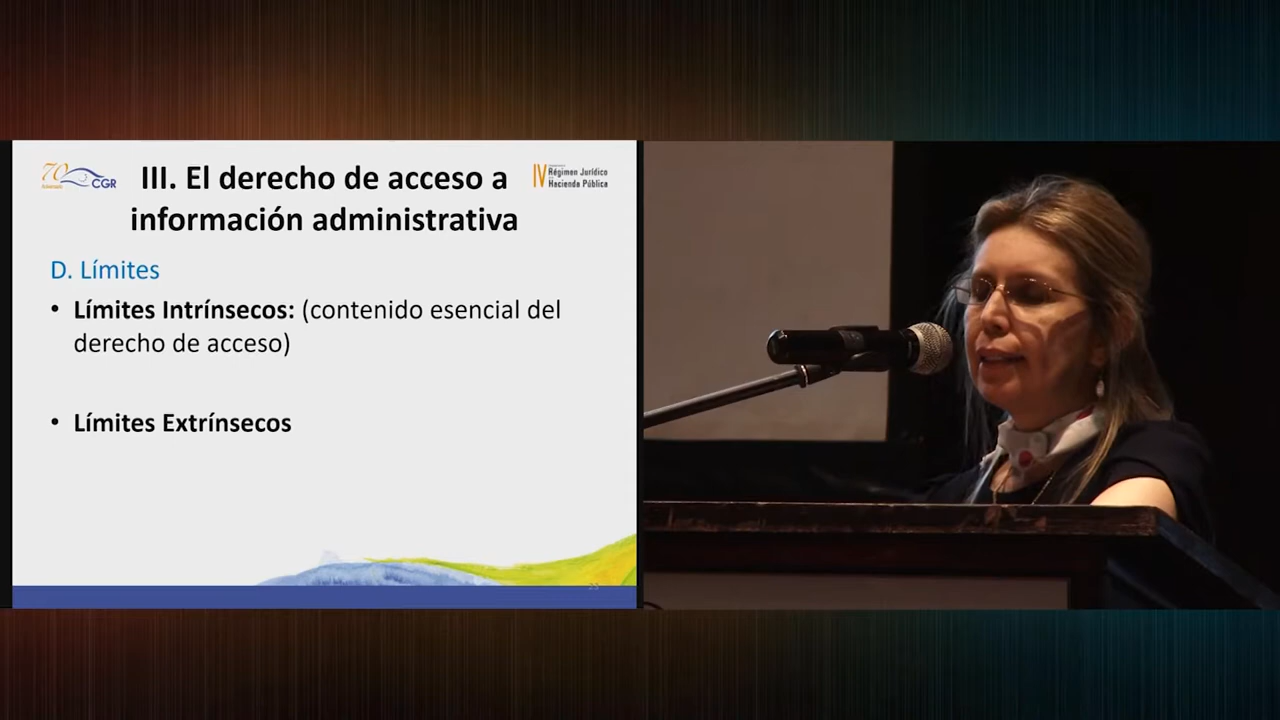 70
CGR
III. El derecho de acceso a
información administrativa
IV
Régimen Jurídico
Hacienda Pública
D. Límites
• Límites Intrínsecos: (contenido esencial del
derecho de acceso)
• Límites Extrínsecos